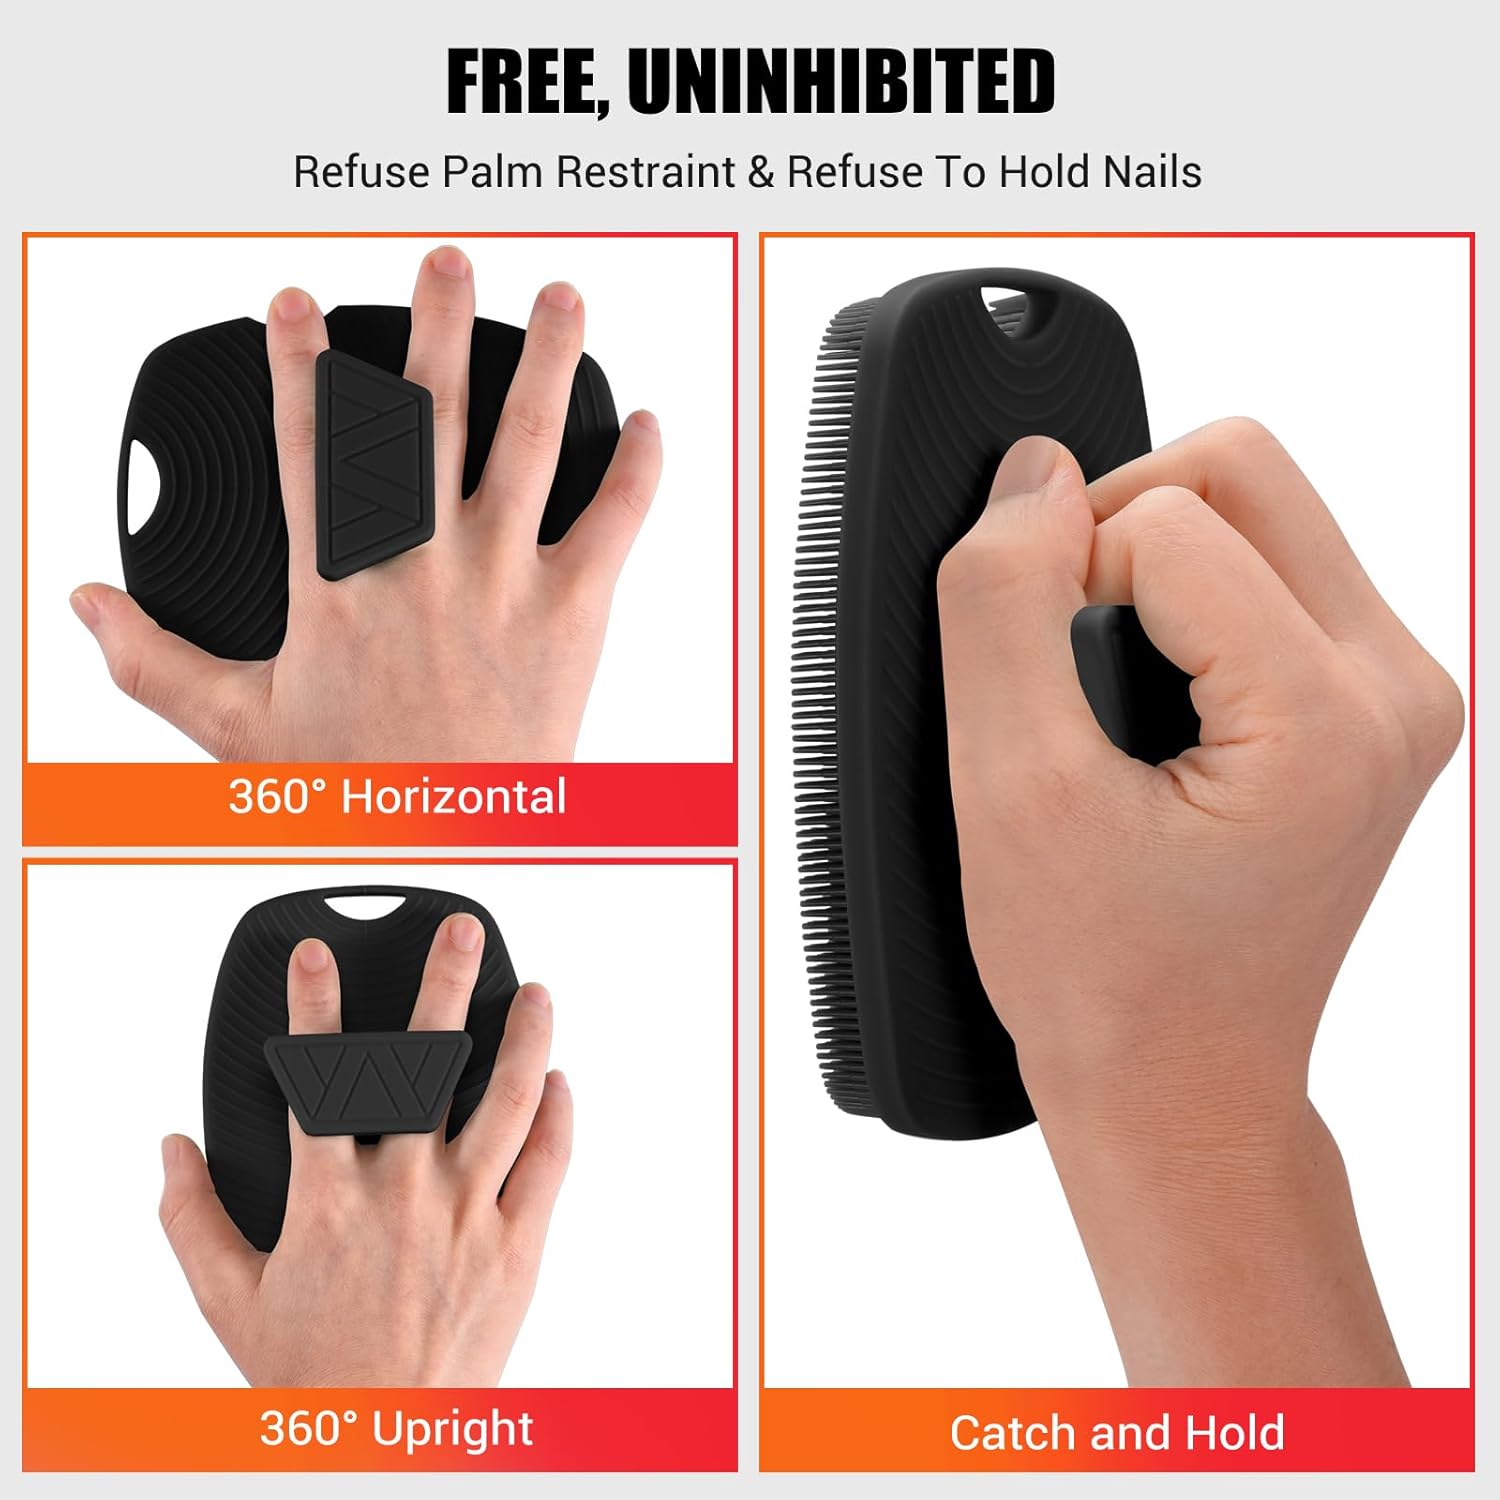 FREE, UNINHIBITED
Refuse Palm Restraint & Refuse To Hold Nails
360° Horizontal
360° Upright
Catch and Hold